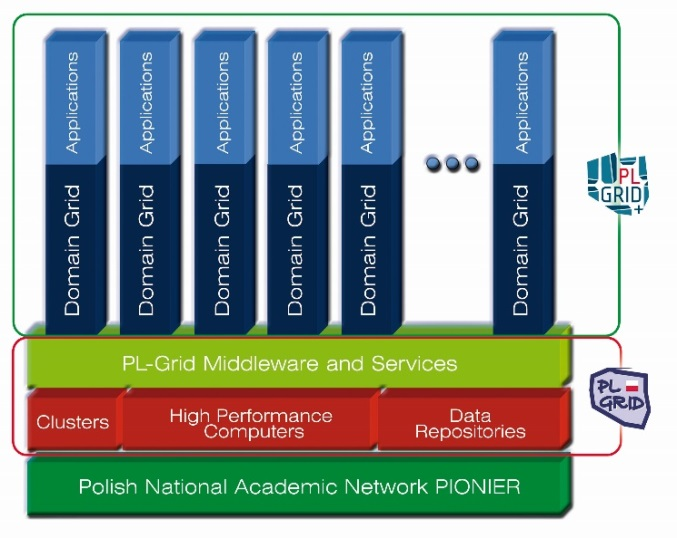 Applications
Applications
Applications
Applications
Applications
Applications
Domain Grid
Domain Grid
Domain Grid
Domain Grid
Domain Grid
Domain Grid
PL
GRID
+
PL-Grid Middleware and Services
PL
GRID
Clusters
High Performance
Computers
Data
Repositories
Polish National Academic Network PIONIER